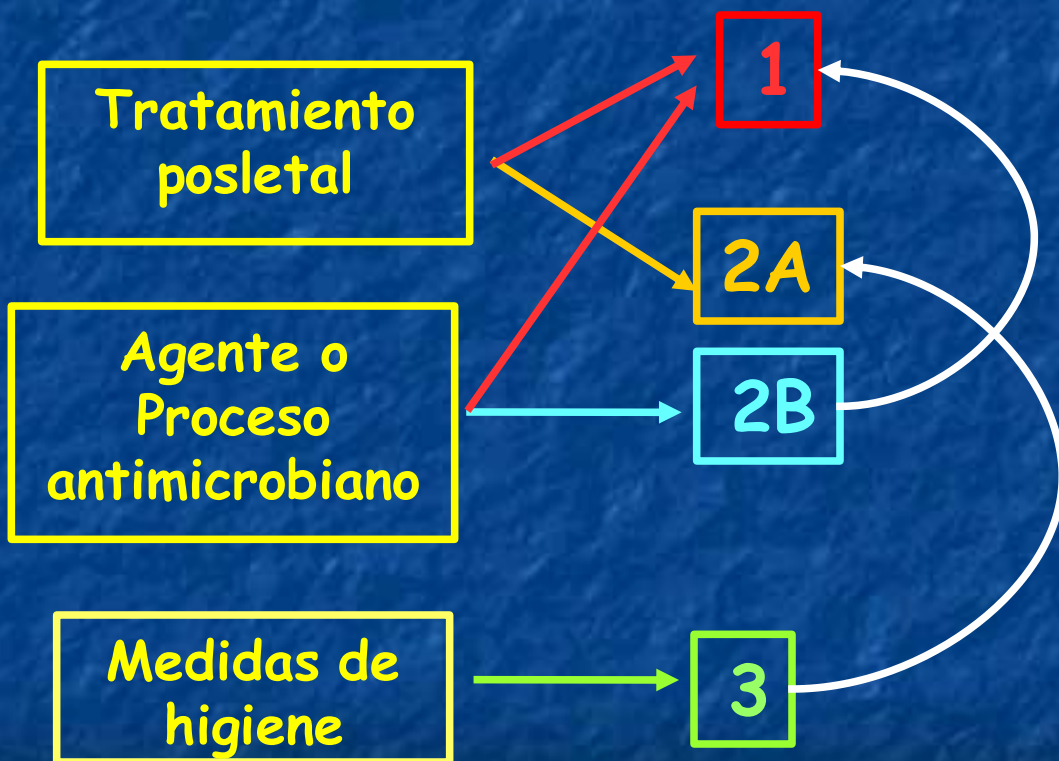 Tratamiento
posletal
Agente o
Proceso
antimicrobiano
Medidas de
higiene
1
2A
2B
3